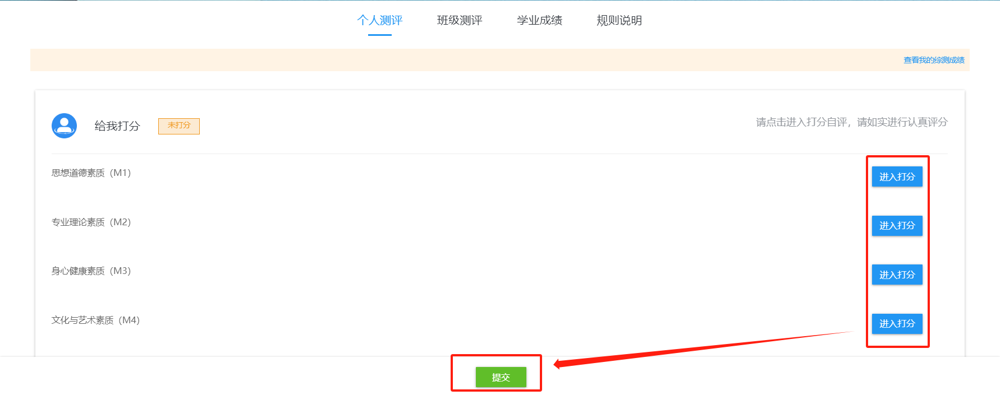 个人测评 班级测评 学业成绩 规则说明
查看我的综测成绩
给我打分 未打分 请点击进入打分自评，请如实进行认真评分
思想道德素质（M1） 进入打分
专业理论素质（M2） 进入打分
身心健康素质（M3） 进入打分
文化与艺术素质（M4） 进入打分
提交